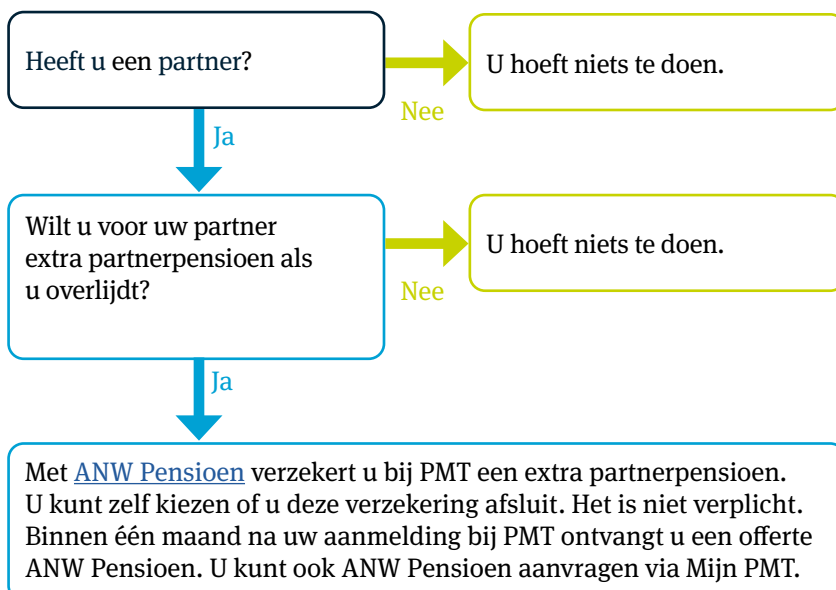 Heeft u een partner?
U hoeft niets te doen.
Nee
Ja
Wilt u voor uw partner
extra partnerpensioen als
u overlijdt?
U hoeft niets te doen.
Nee
Ja
Met ANW Pensioen verzekert u bij PMT een extra partnerpensioen.
U kunt zelf kiezen of u deze verzekering afsluit. Het is niet verplicht.
Binnen één maand na uw aanmelding bij PMT ontvangt u een offerte
ANW Pensioen. U kunt ook ANW Pensioen aanvragen via Mijn PMT.